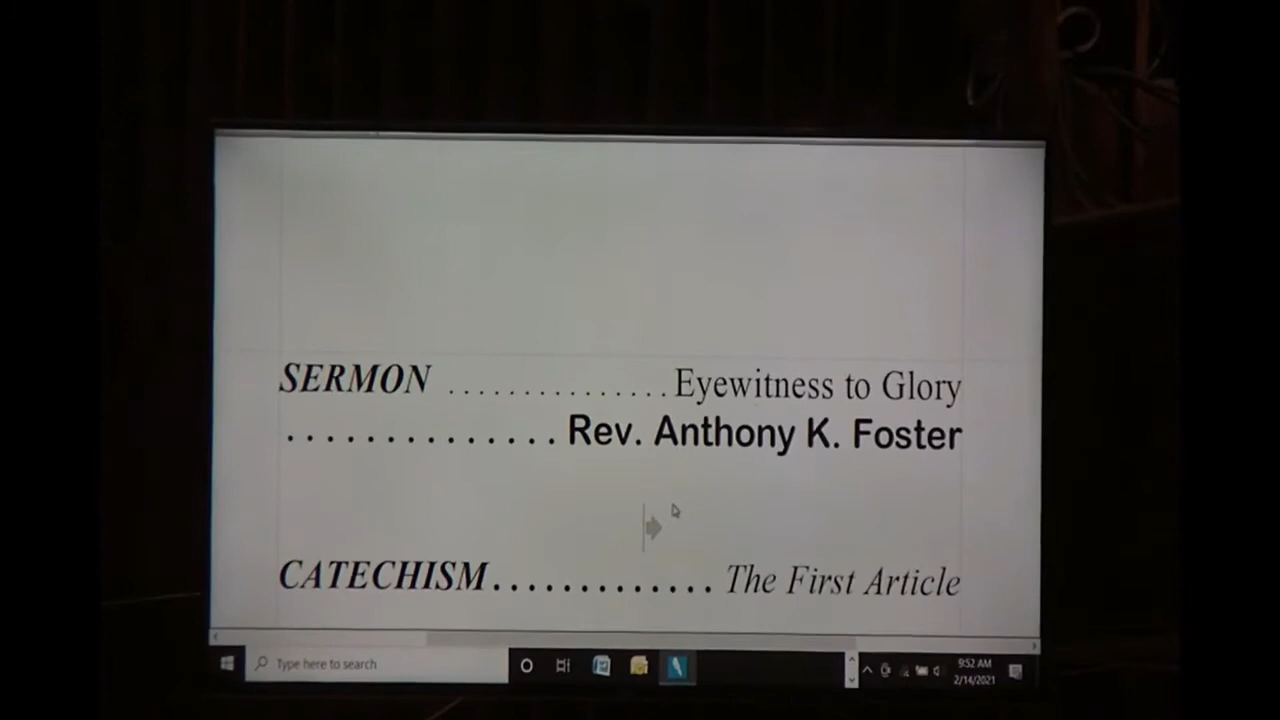 SERMON ...............Eyewitness to Glory
..............Rev. Anthony K. Foster
CATECHISM............. The First Article
Type here to search
9:52 AM
2/14/2021